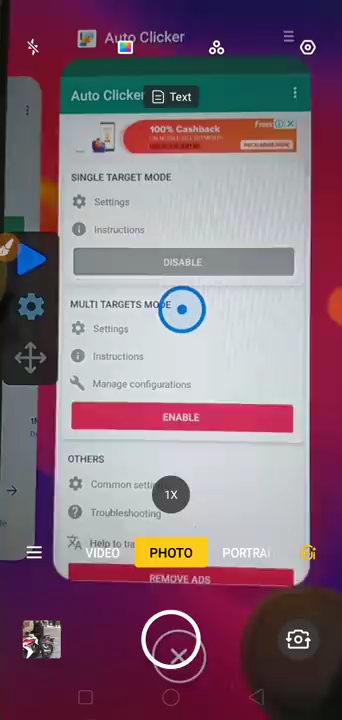 Auto Clicker
Auto Clicker
Text
100% Cashback
SINGLE TARGET MODE
Settings
Instructions
DISABLE
MULTI TARGETS MODE
Settings
Instructions
Manage configurations
ENABLE
OTHERS
Common settin
1X
Troubleshooting
Help to tra
VIDEO
PHOTO
PORTRAI
REMOVE ADS